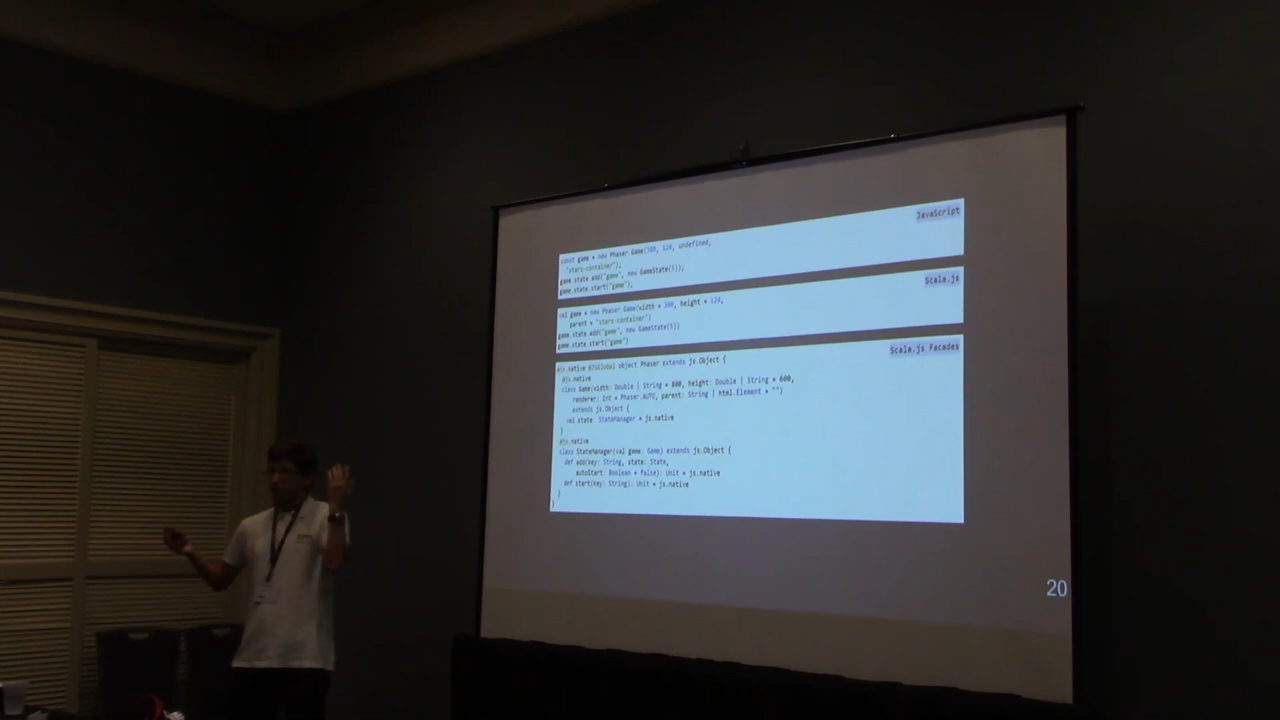 JavaScript
const game = new Phaser.Game(300, 124, undefined,
"stars-container");
game.state.add("game", new GameState(5));
game.state.start("game");
Scala.js
val game = new Phaser.Game(width = 300, height = 124,
parent = "stars-container")
game.state.add("game", new GameState(5))
game.state.start("game")
Scala.js Facades
@js.native @JSGlobal object Phaser extends js.Object {
@js.native
class Game(width: Double | String = 800, height: Double | String = 600,
renderer: Int = Phaser.AUTO, parent: String | html.Element = "")
extends js.Object {
val state: StateManager = js.native
}
@js.native
class StateManager(val game: Game) extends js.Object {
def add(key: String, state: State,
autoStart: Boolean = false): Unit = js.native
def start(key: String): Unit = js.native
}
}
20